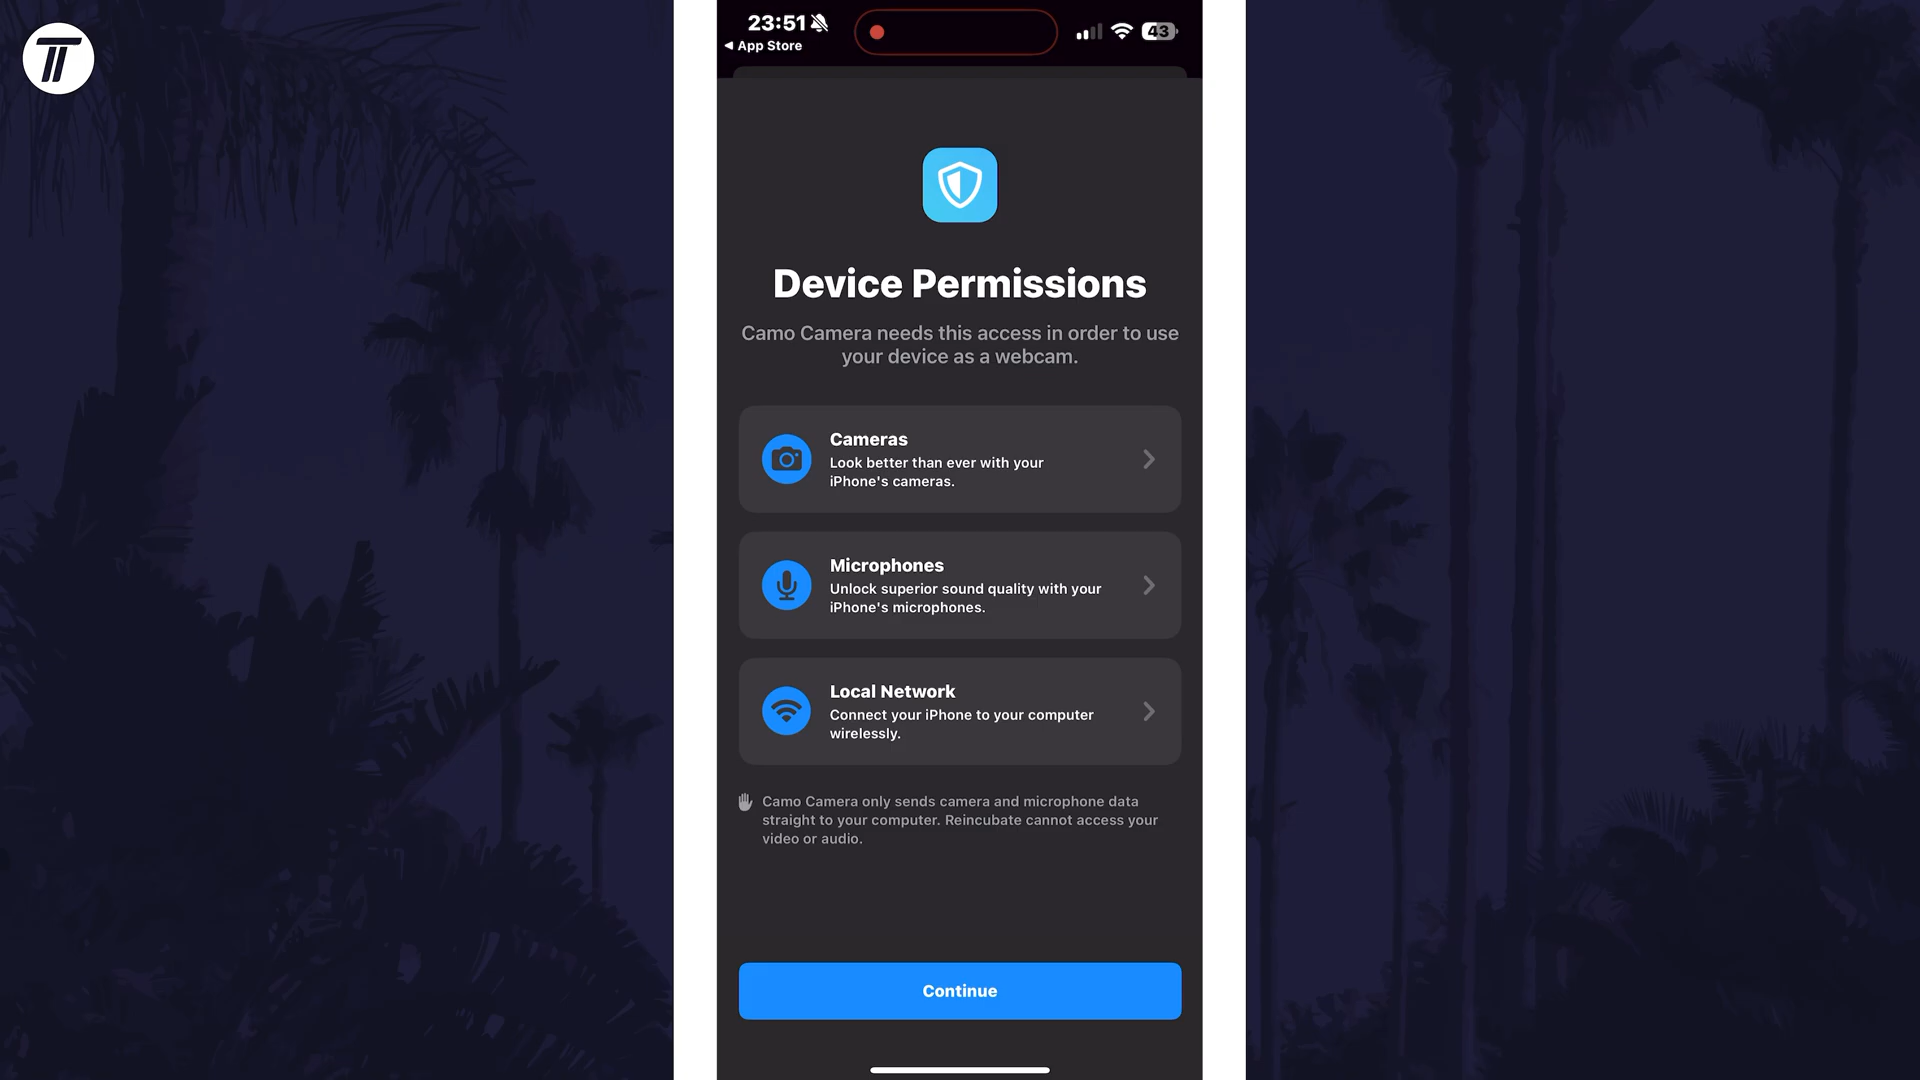 23:51
App Store
43
Device Permissions
Camo Camera needs this access in order to use
your device as a webcam.
Cameras
Look better than ever with your
iPhone's cameras.
Microphones
Unlock superior sound quality with your
iPhone's microphones.
Local Network
Connect your iPhone to your computer
wirelessly.
Camo Camera only sends camera and microphone data
straight to your computer. Reincubate cannot access your
video or audio.
Continue